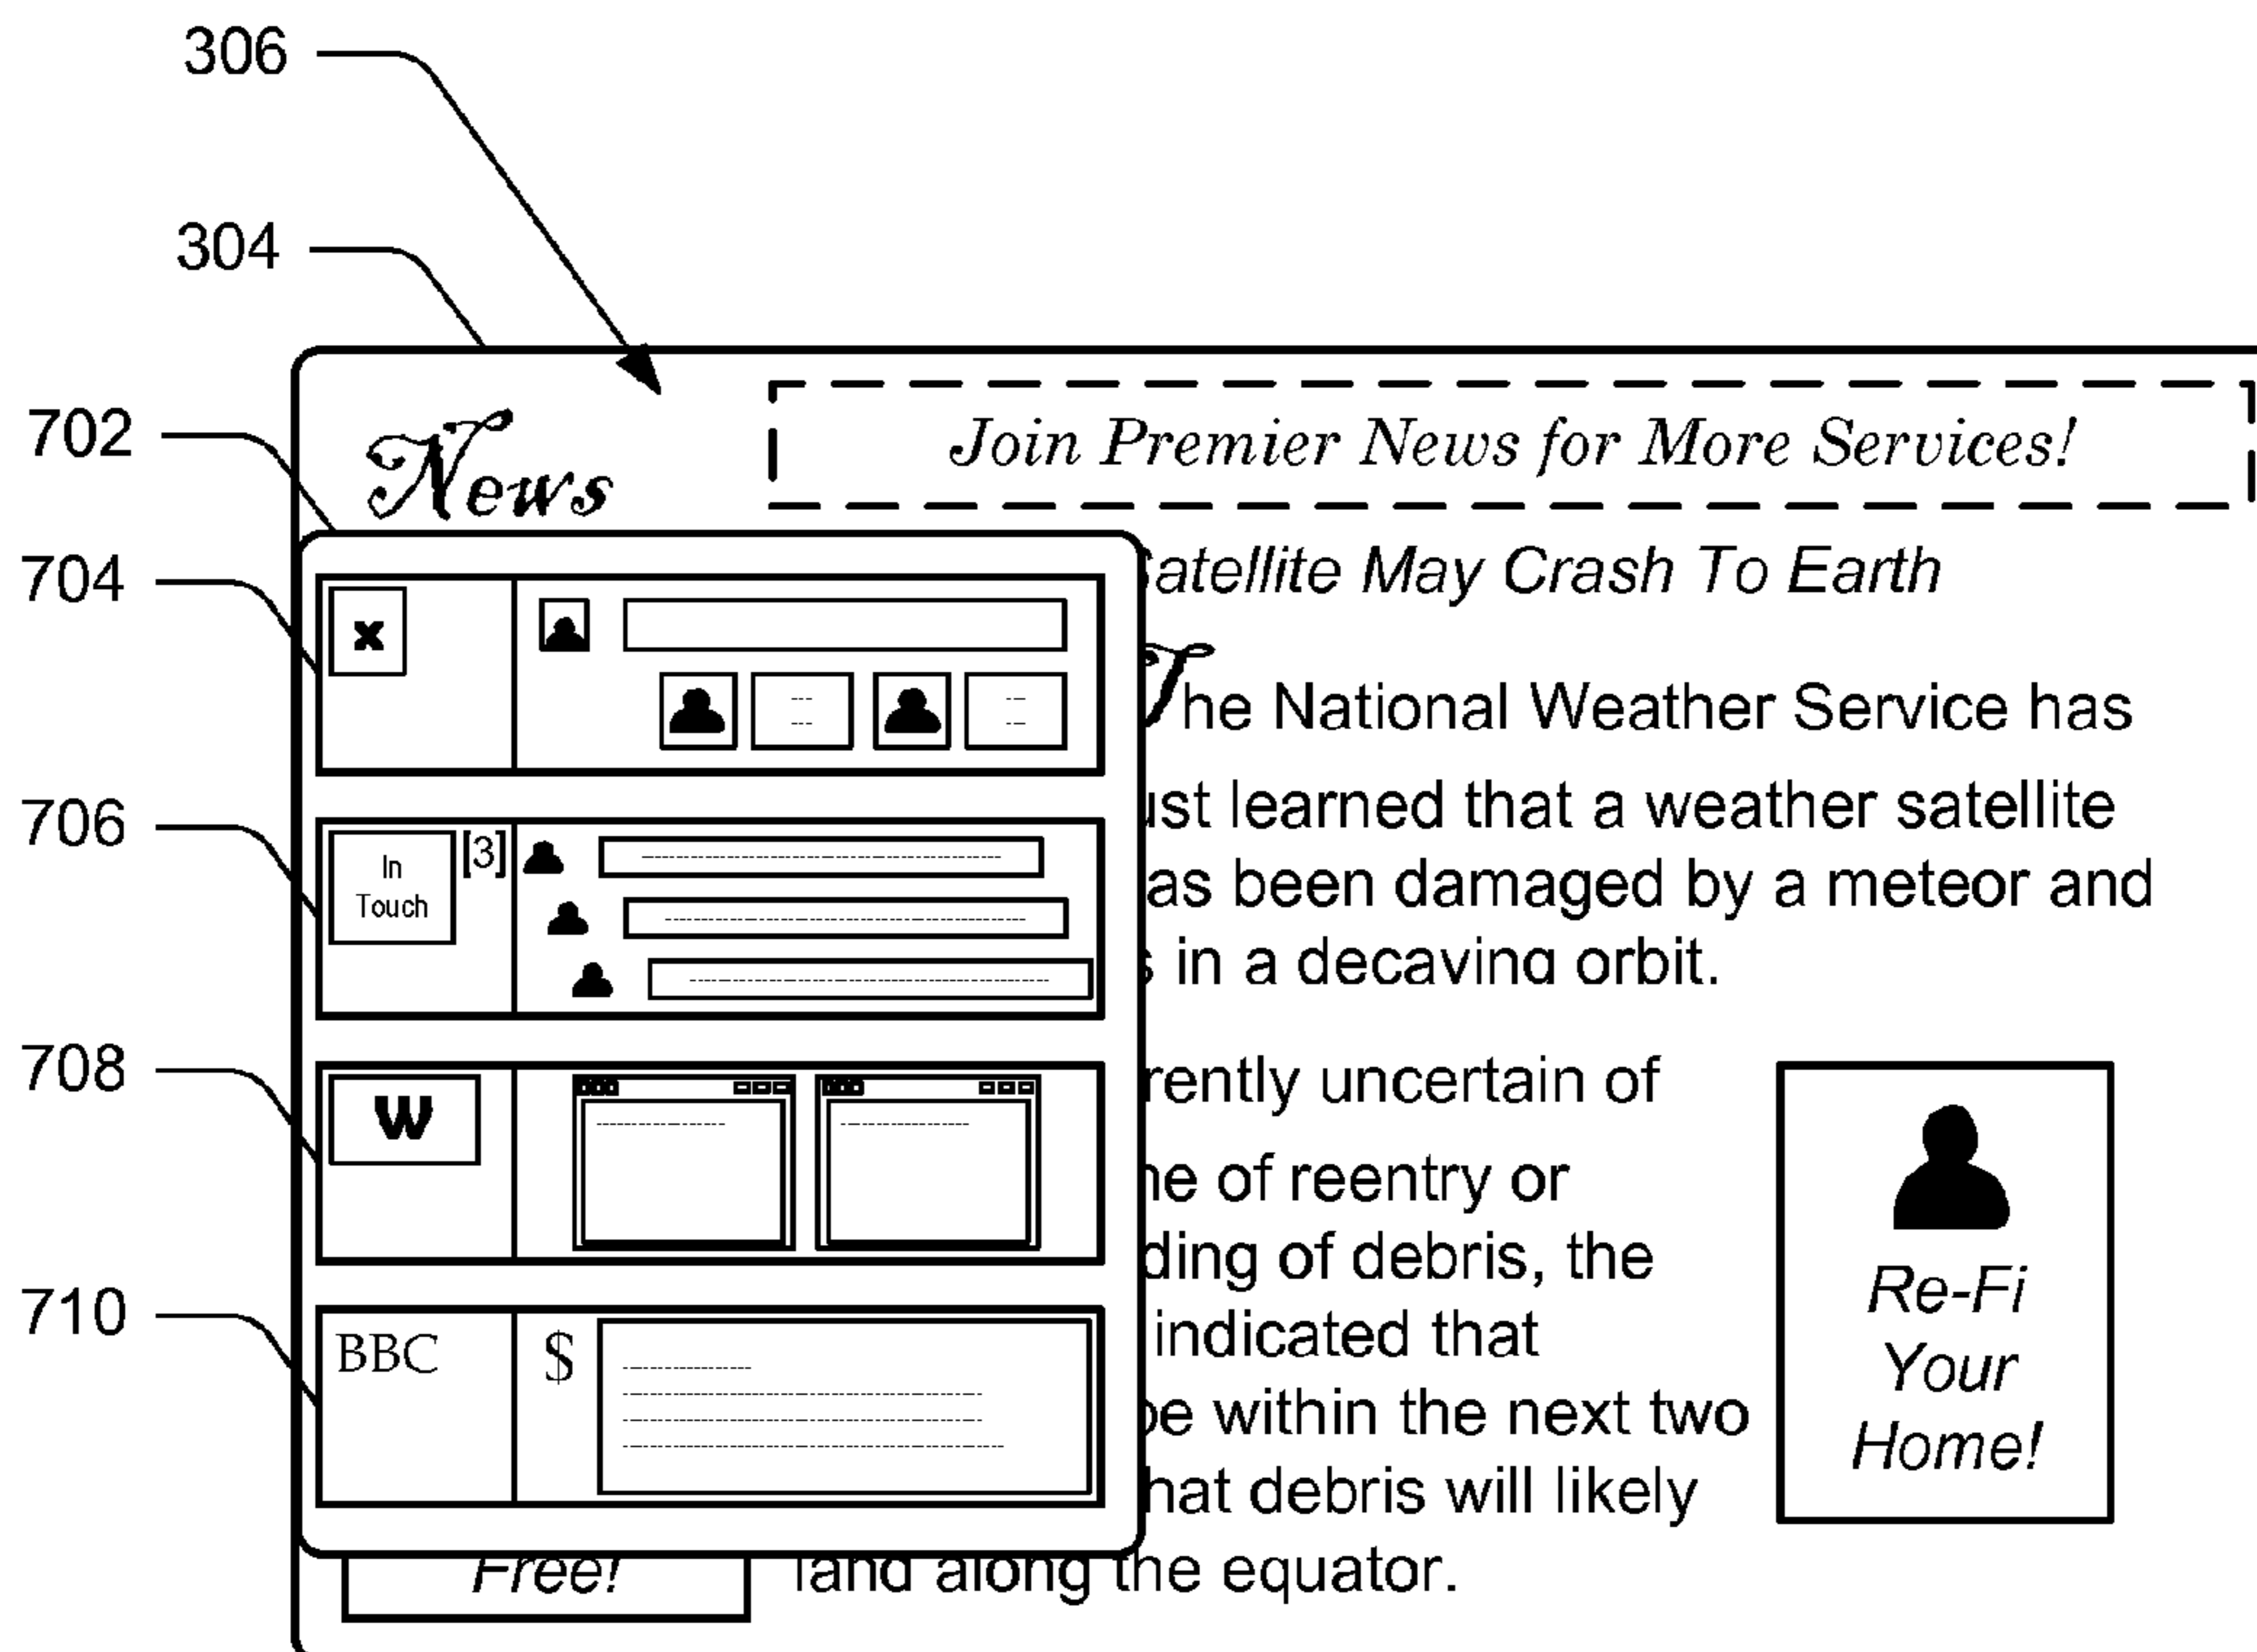 306
304
702
704
706
708
710
News
Join Premier News for More Services!
atellite May Crash To Earth
The National Weather Service has
ust learned that a weather satellite
as been damaged by a meteor and
s in a decaying orbit.
rently uncertain of
ne of reentry or
ding of debris, the
indicated that
be within the next two
hat debris will likely
land along the equator.
x
In
Touch
[3]
W
BBC
$
Free!
Re-Fi
Your
Home!